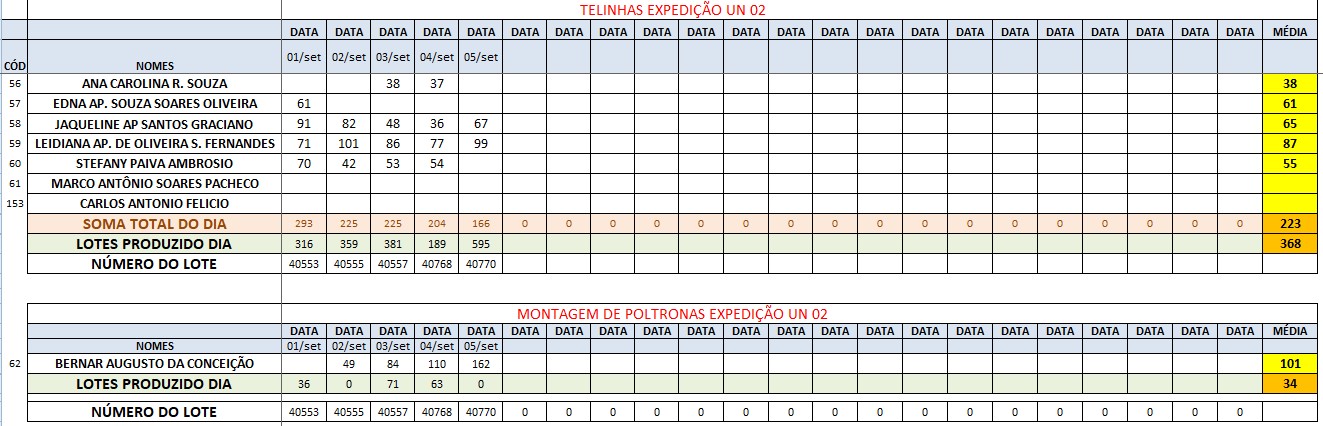 TELINHAS EXPEDIÇÃO UN 02
DATA DATA DATA DATA DATA DATA DATA DATA DATA DATA DATA DATA DATA DATA DATA DATA DATA DATA DATA DATA DATA DATA MÉDIA
CÓD NOMES 01/set 02/set 03/set 04/set 05/set
56 ANA CAROLINA R. SOUZA 38 37 38
57 EDNA AP. SOUZA SOARES OLIVEIRA 61 61
58 JAQUELINE AP SANTOS GRACIANO 91 82 48 36 67 65
59 LEIDIANA AP. DE OLIVEIRA S. FERNANDES 71 101 86 77 99 87
60 STEFANY PAIVA AMBROSIO 70 42 53 54 55
61 MARCO ANTÔNIO SOARES PACHECO
153 CARLOS ANTONIO FELICIO
SOMA TOTAL DO DIA 293 225 225 204 166 0 0 0 0 0 0 0 0 0 0 0 0 0 0 0 0 0 223
LOTES PRODUZIDO DIA 316 359 381 189 595 368
NÚMERO DO LOTE 40553 40555 40557 40768 40770
MONTAGEM DE POLTRONAS EXPEDIÇÃO UN 02
DATA DATA DATA DATA DATA DATA DATA DATA DATA DATA DATA DATA DATA DATA DATA DATA DATA DATA DATA DATA DATA DATA MÉDIA
NOMES 01/set 02/set 03/set 04/set 05/set
62 BERNAR AUGUSTO DA CONCEIÇÃO 49 84 110 162 101
LOTES PRODUZIDO DIA 36 0 71 63 0 34
NÚMERO DO LOTE 40553 40555 40557 40768 40770 0 0 0 0 0 0 0 0 0 0 0 0 0 0 0 0 0